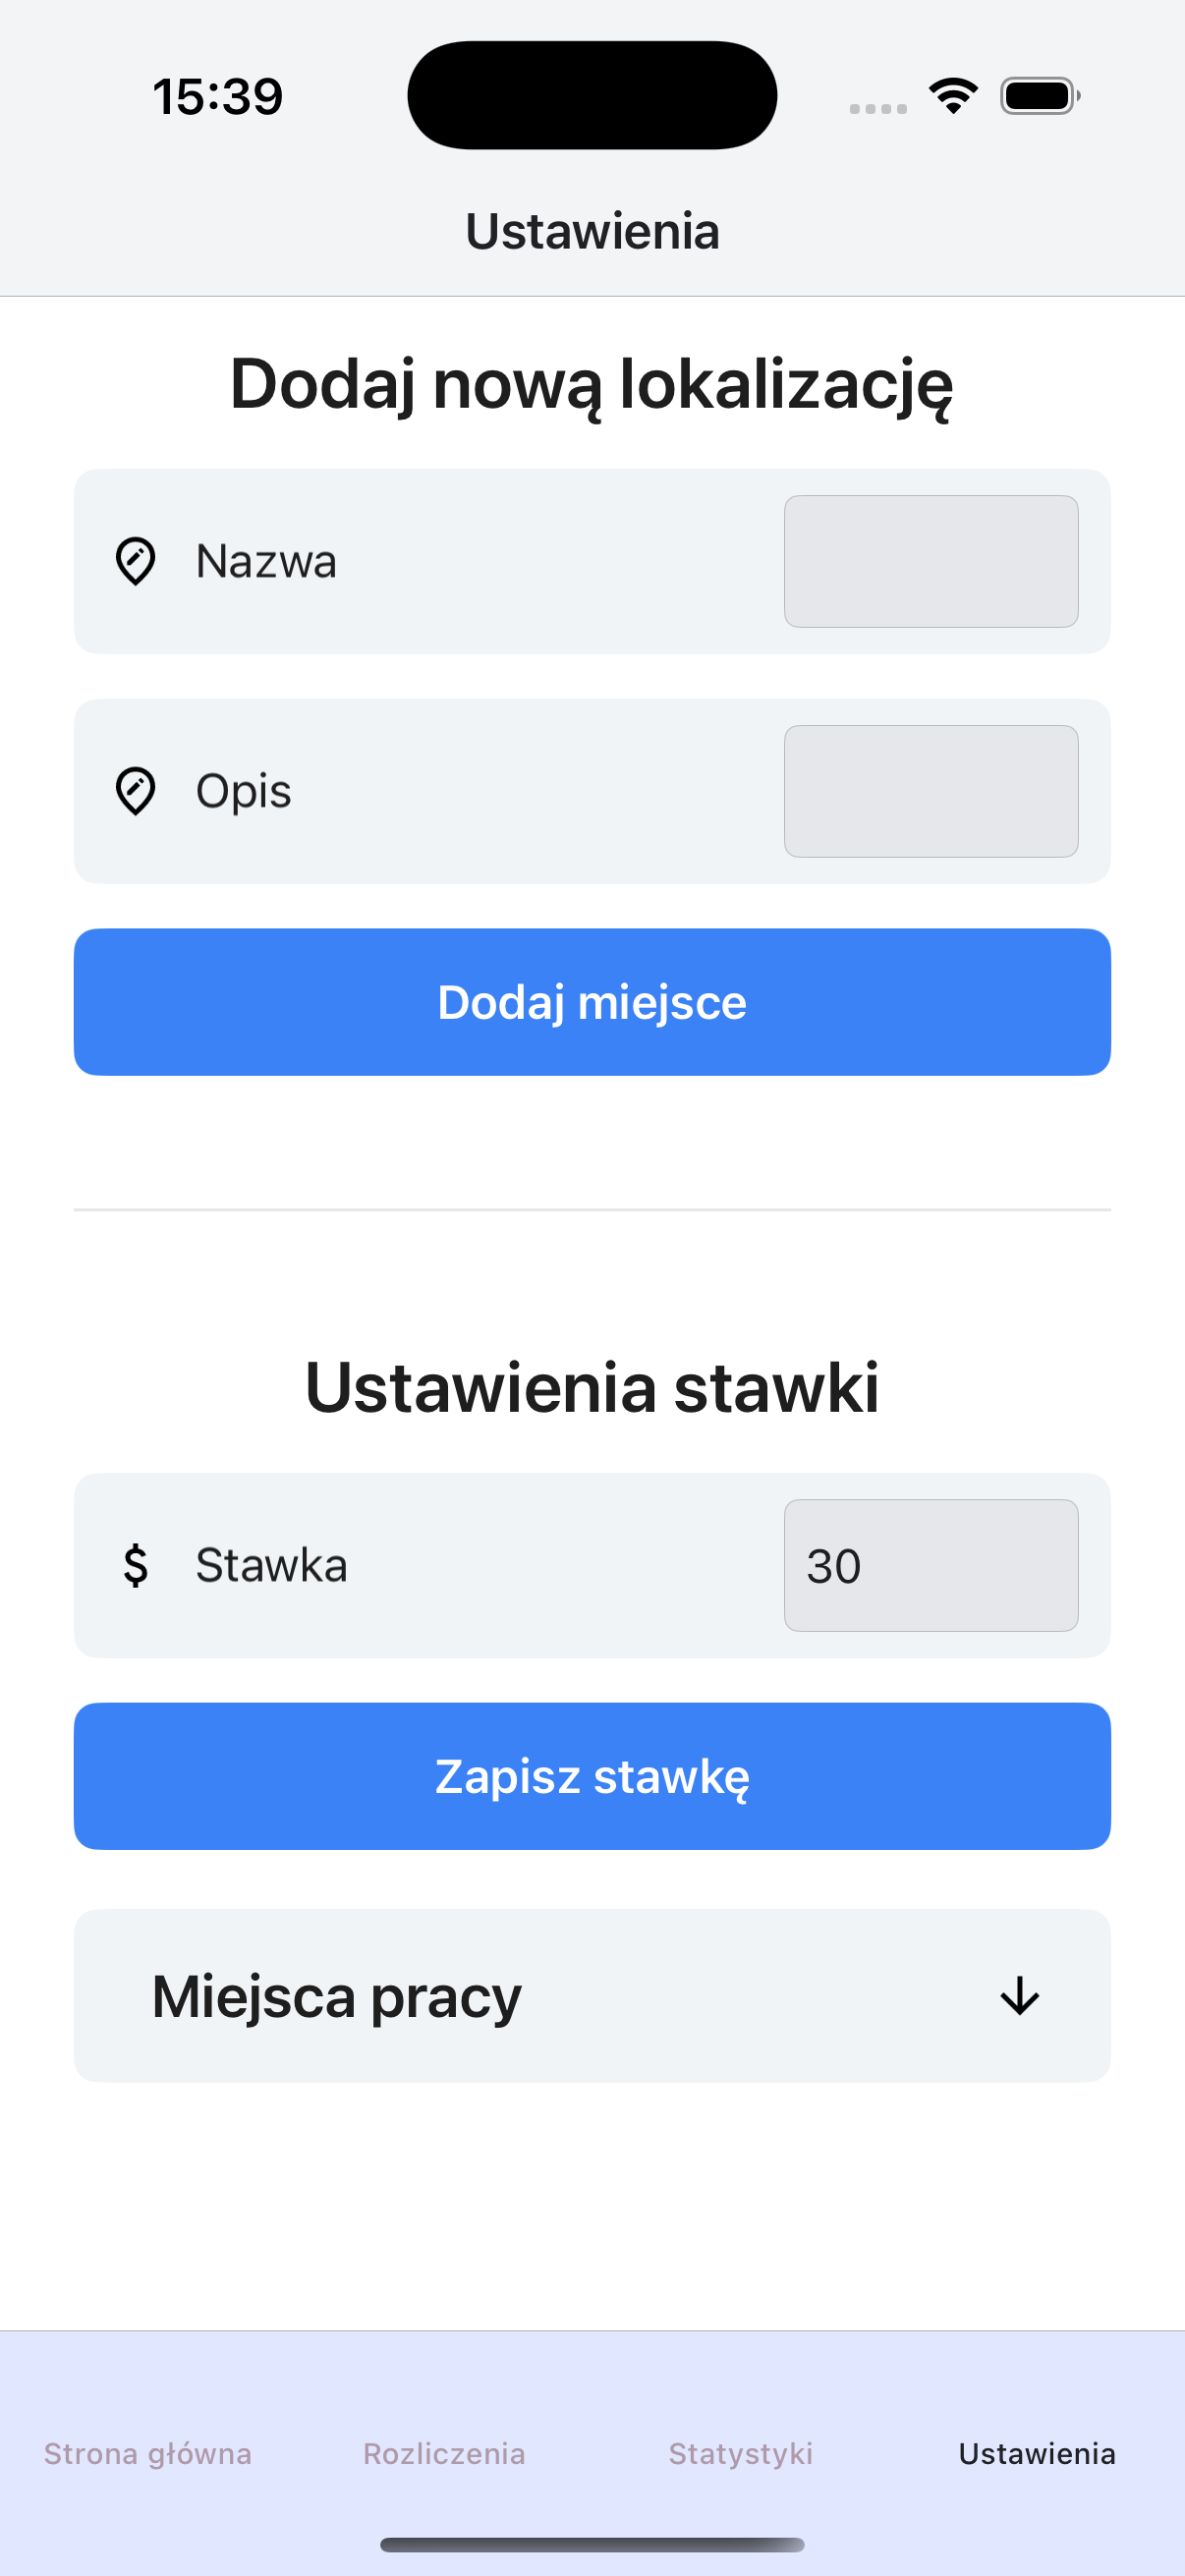 15:39
Ustawienia
Dodaj nową lokalizację
Nazwa
Opis
Dodaj miejsce
Ustawienia stawki
$ Stawka 30
Zapisz stawkę
Miejsca pracy
Strona główna Rozliczenia Statystyki Ustawienia